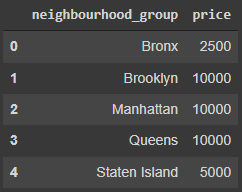 neighbourhood_group price
0 Bronx 2500
1 Brooklyn 10000
2 Manhattan 10000
3 Queens 10000
4 Staten Island 5000